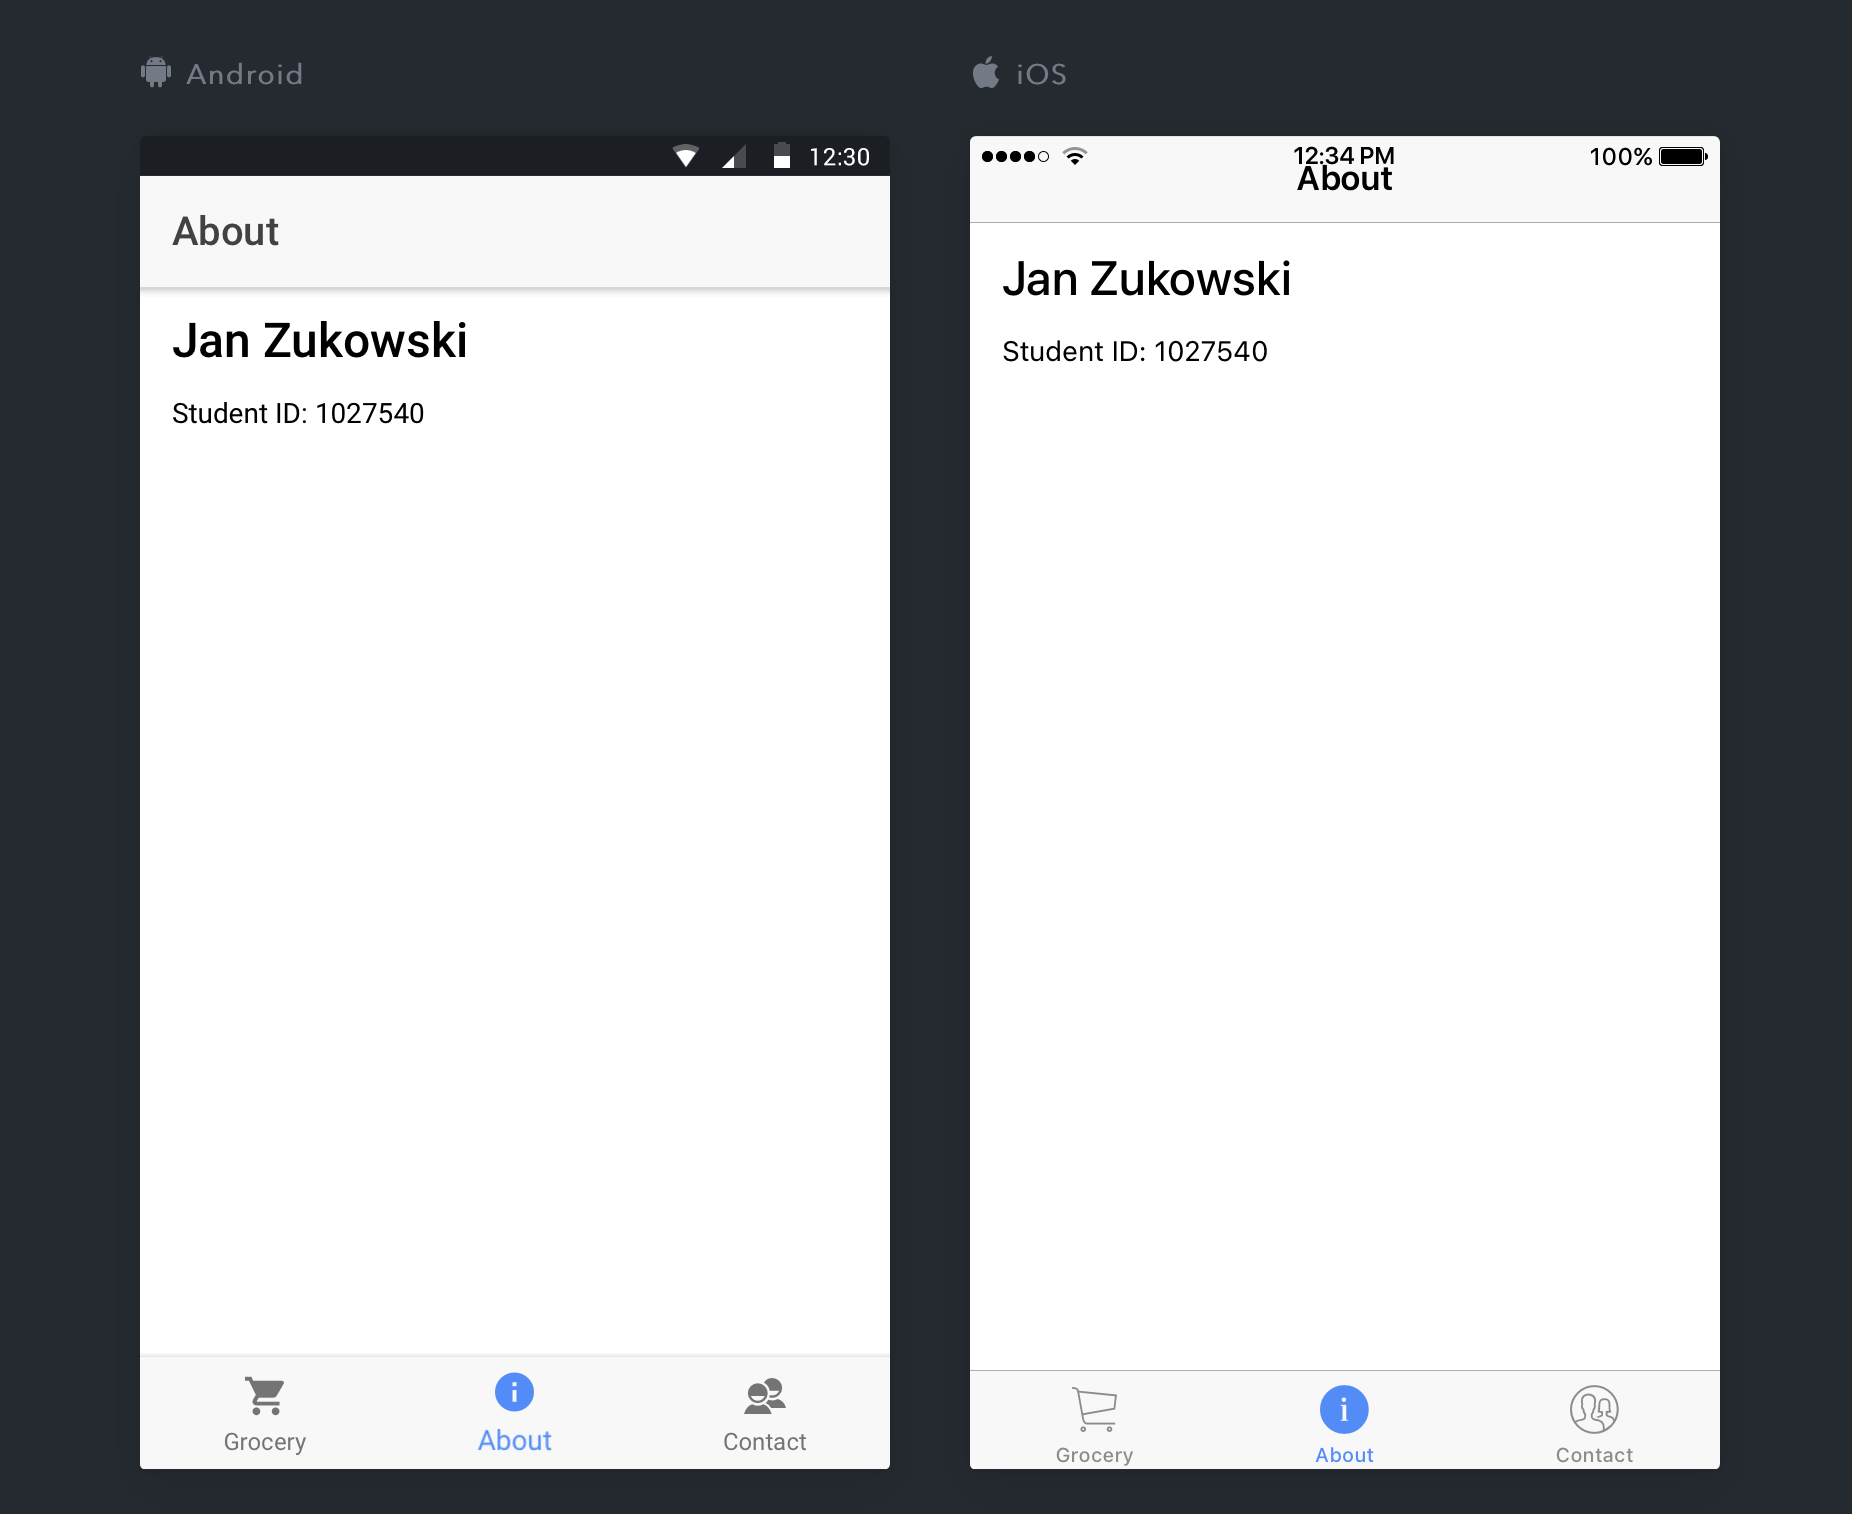 Android
12:30
About
Jan Zukowski
Student ID: 1027540
Grocery
About
Contact
iOS
12:34 PM
100%
About
Jan Zukowski
Student ID: 1027540
Grocery
About
Contact